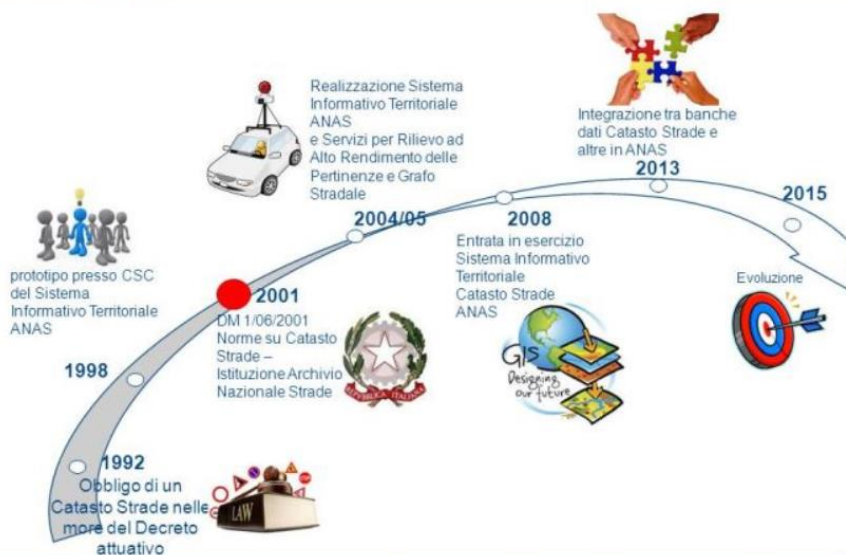 Realizzazione Sistema
Informativo Territoriale
ANAS
e Servizi per Rilievo ad
Alto Rendimento delle
Pertinenze e Grafo
Stradale
2004/05
Integrazione tra banche
dati Catasto Strade e
altre in ANAS
2013
2015
Evoluzione
prototipo presso CSC
del Sistema
Informativo Territoriale
ANAS
1998
2001
DM 1/06/2001
Norme su Catasto
Strade –
Istituzione Archivio
Nazionale Strade
REPVBBLICA ITALIANA
2008
Entrata in esercizio
Sistema Informativo
Territoriale
Catasto Strade
ANAS
GIS
Designing
our future
1992
Obbligo di un
Catasto Strade nelle
more del Decreto
attuativo
LAW